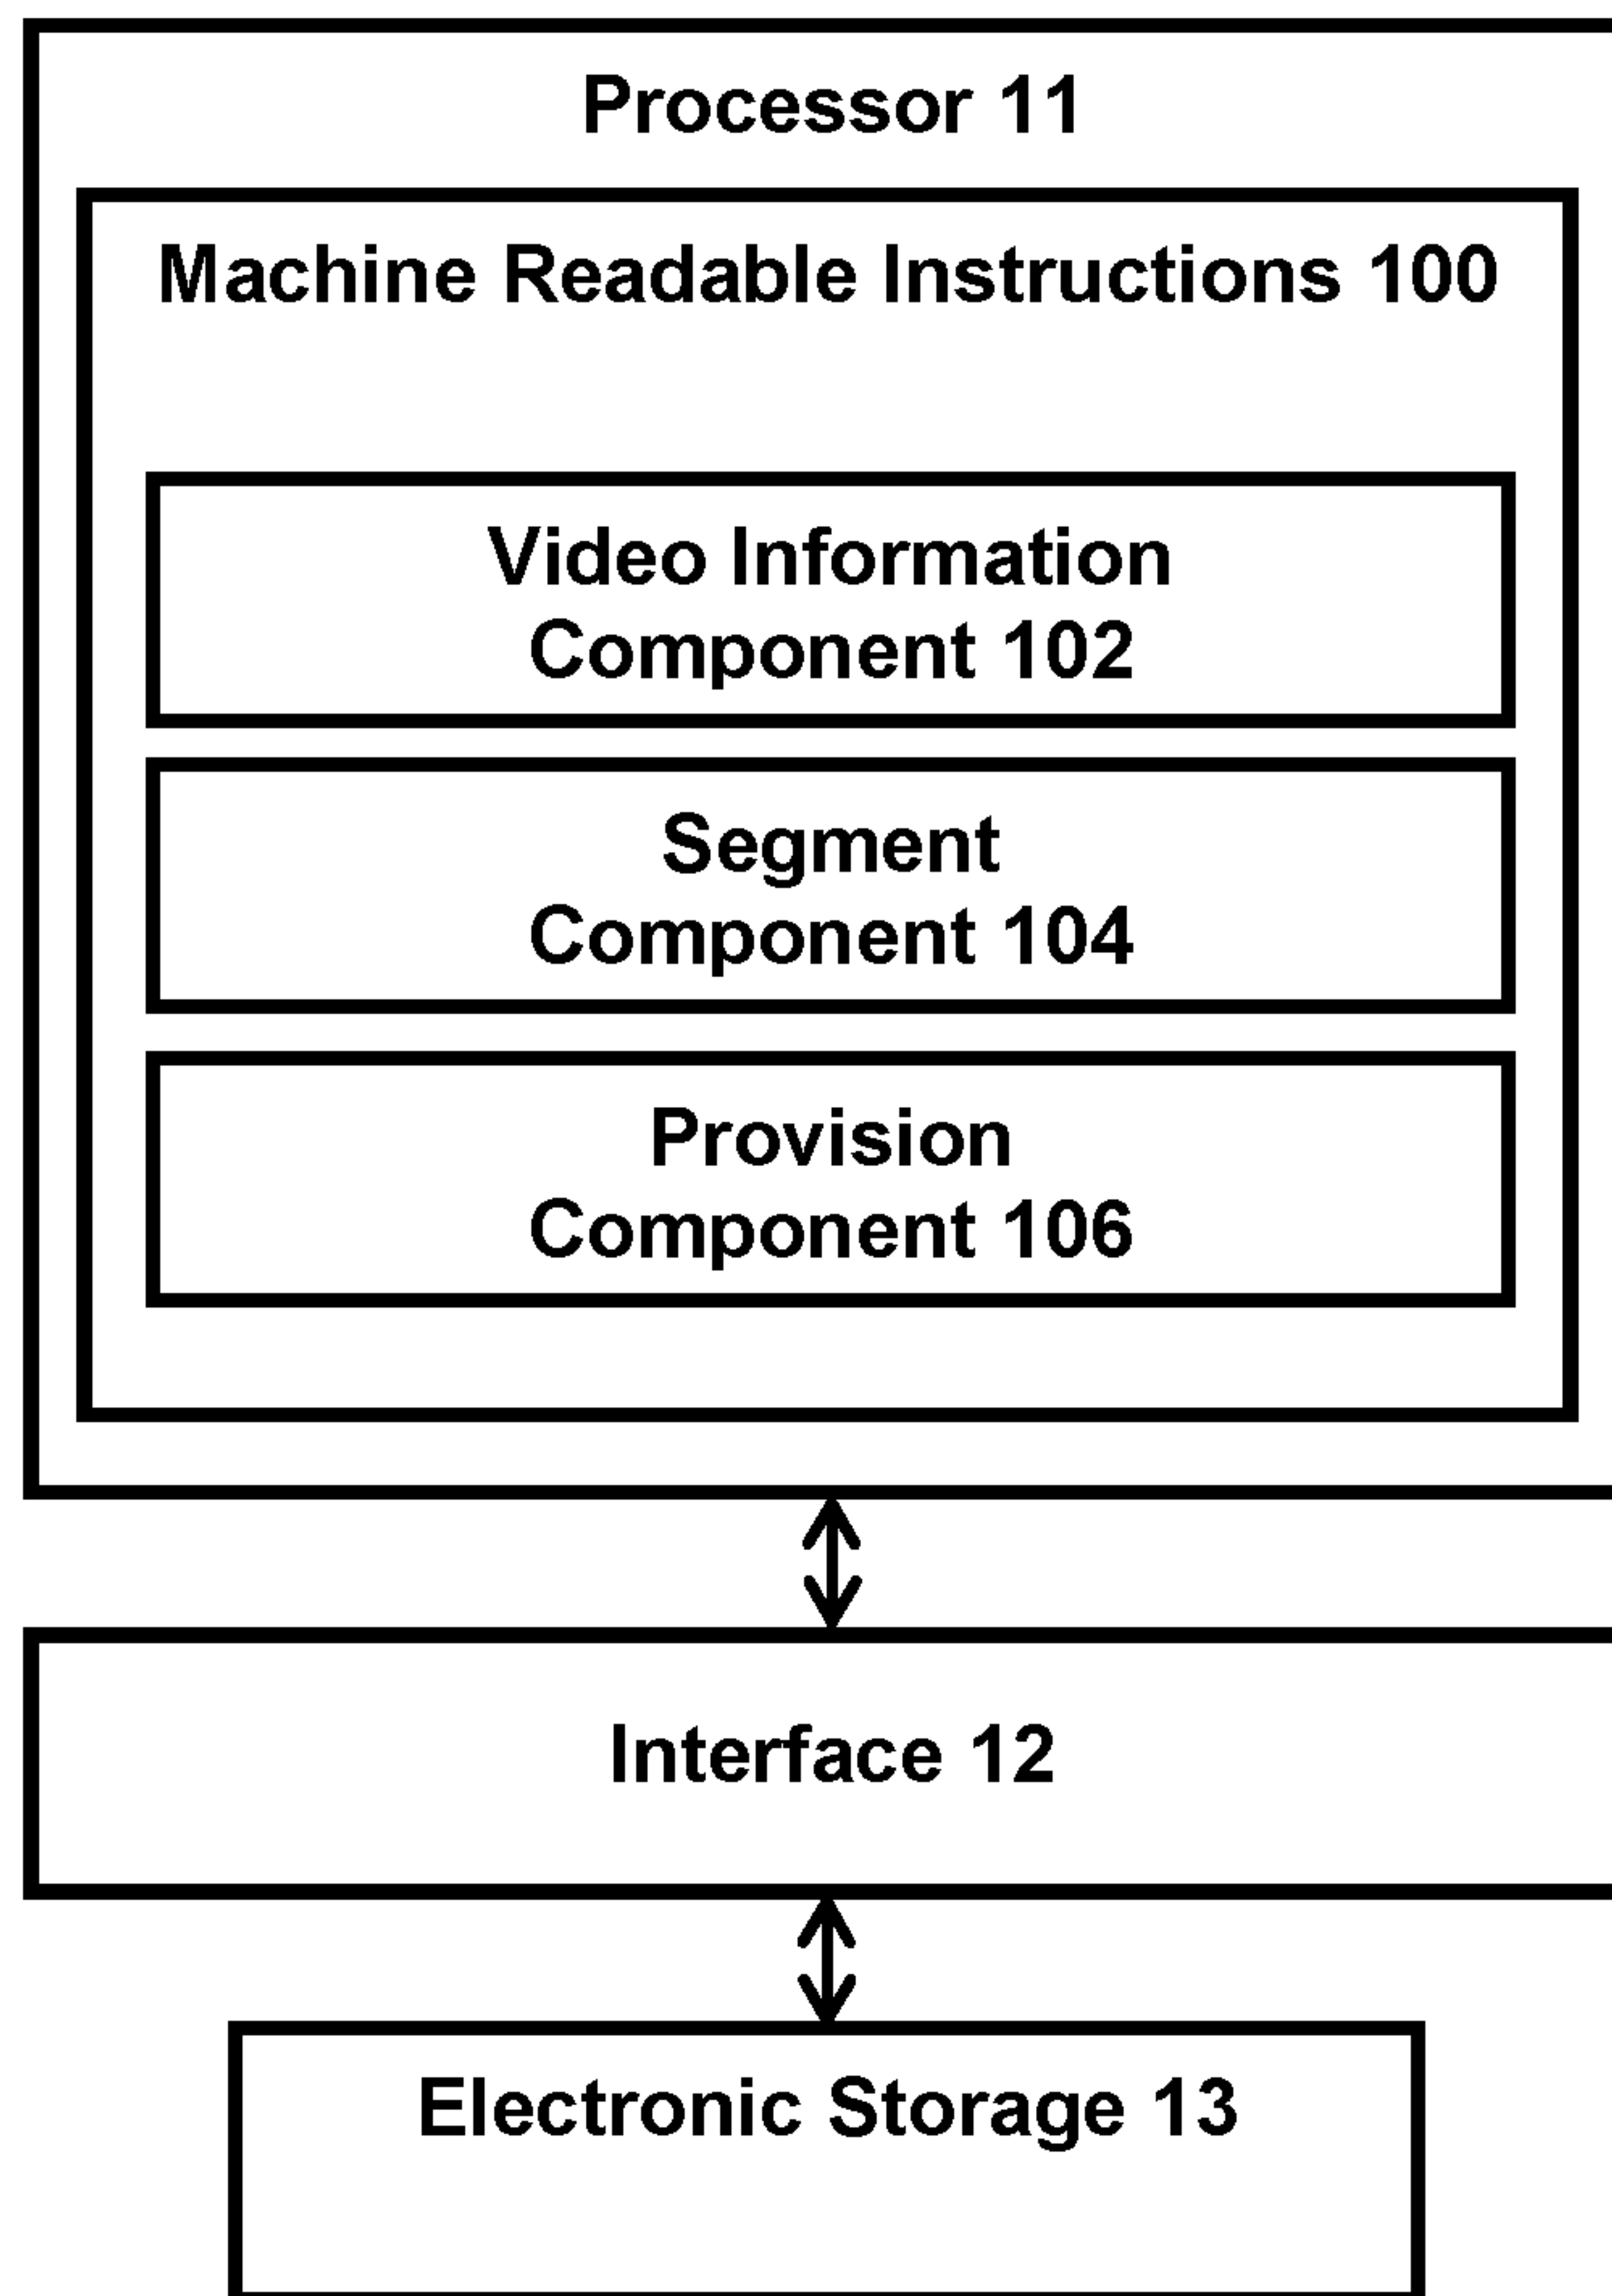 Processor 11
Machine Readable Instructions 100
Video Information
Component 102
Segment
Component 104
Provision
Component 106
Interface 12
Electronic Storage 13